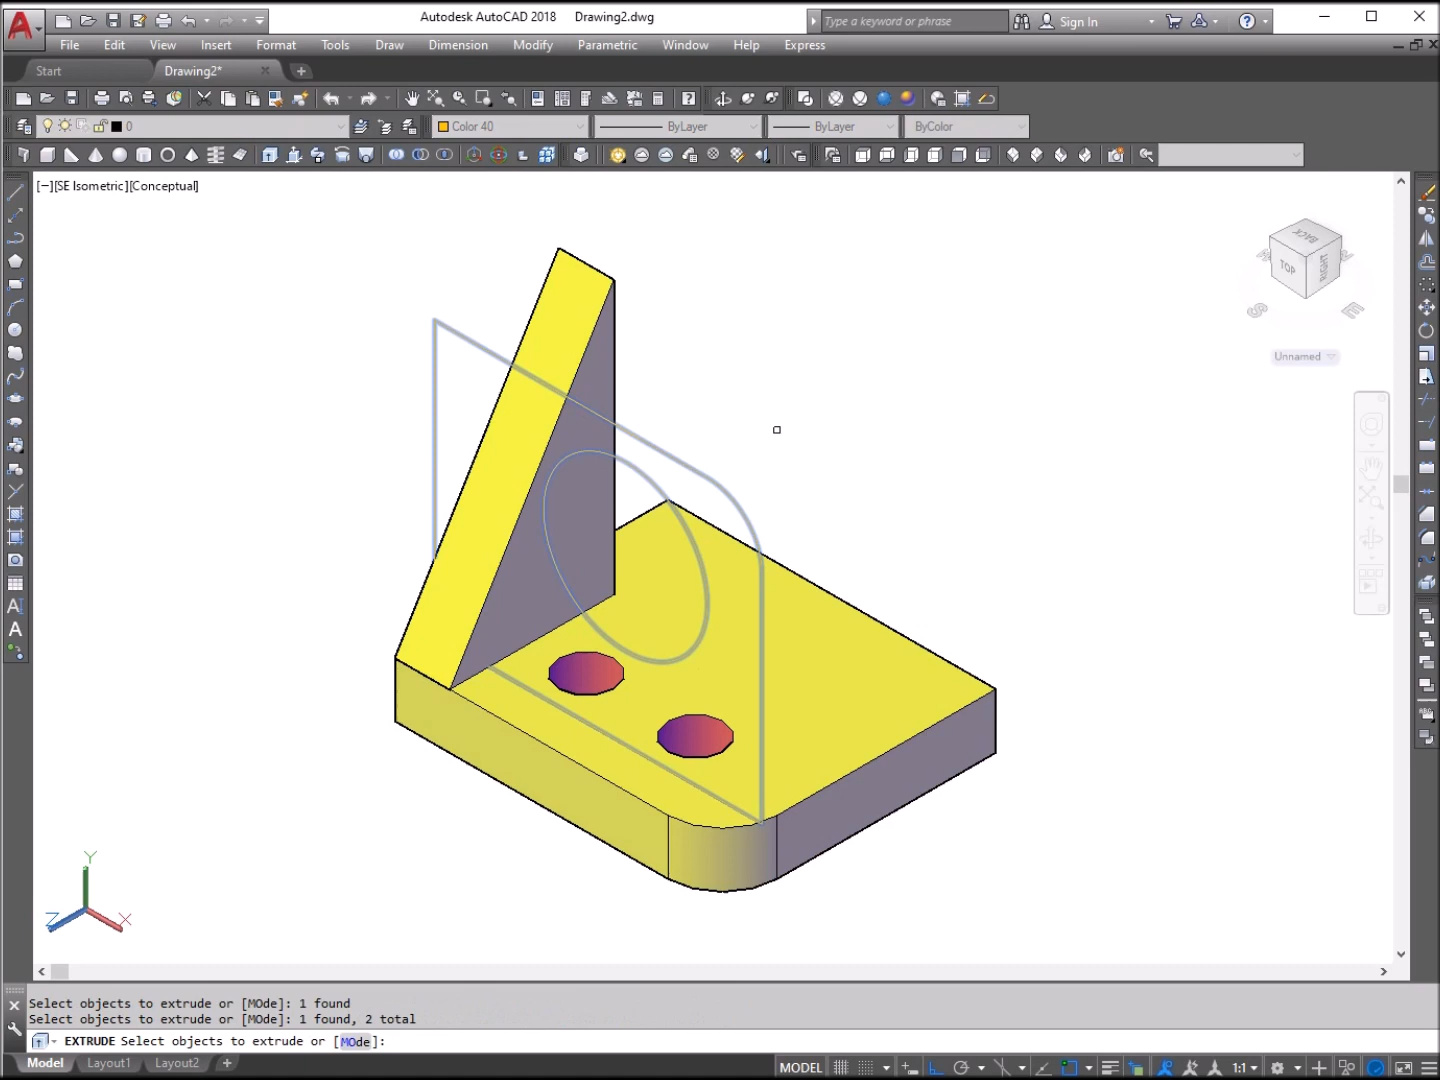 Autodesk AutoCAD 2018 Drawing2.dwg
Type a keyword or phrase
Sign In
File Edit View Insert Format Tools Draw Dimension Modify Parametric Window Help Express
Start
Drawing2*
0
Color 40
ByLayer
ByLayer
ByColor
[−][SE Isometric][Conceptual]
BACK
TOP
RIGHT
S
E
Unnamed
Y
Z
X
Select objects to extrude or [MOde]: 1 found
Select objects to extrude or [MOde]: 1 found, 2 total
EXTRUDE Select objects to extrude or [MOde]:
Model Layout1 Layout2 +
MODEL
1:1